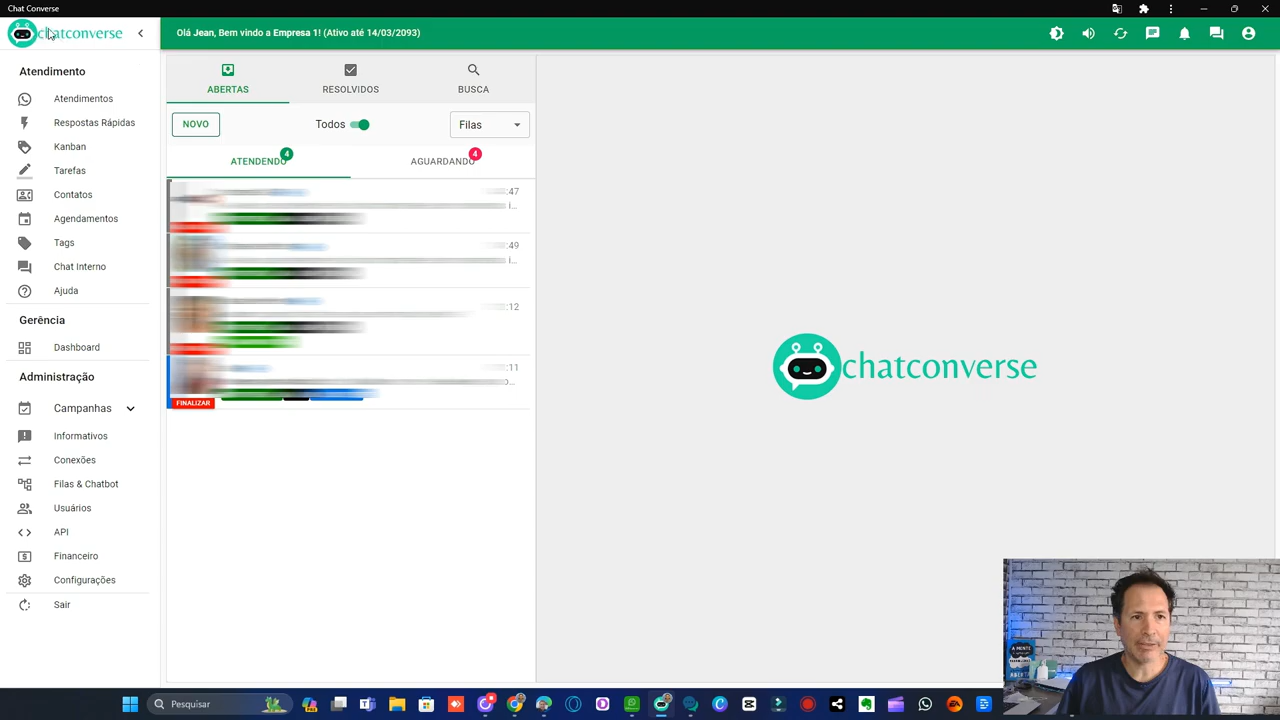 Chat Converse
chatconverse
Olá Jean, Bem vindo a Empresa 1! (Ativo até 14/03/2093)
Atendimento
Atendimentos
Respostas Rápidas
Kanban
Tarefas
Contatos
Agendamentos
Tags
Chat Interno
Ajuda
Gerência
Dashboard
Administração
Campanhas
Informativos
Conexões
Filas & Chatbot
Usuários
API
Financeiro
Configurações
Sair
ABERTAS
RESOLVIDOS
BUSCA
NOVO
Todos
Filas
ATENDENDO 4
AGUARDANDO 4
:47
i...
:49
i...
:12
:11
o...
FINALIZAR
chatconverse
A MENTE
ABERTA
Pesquisar